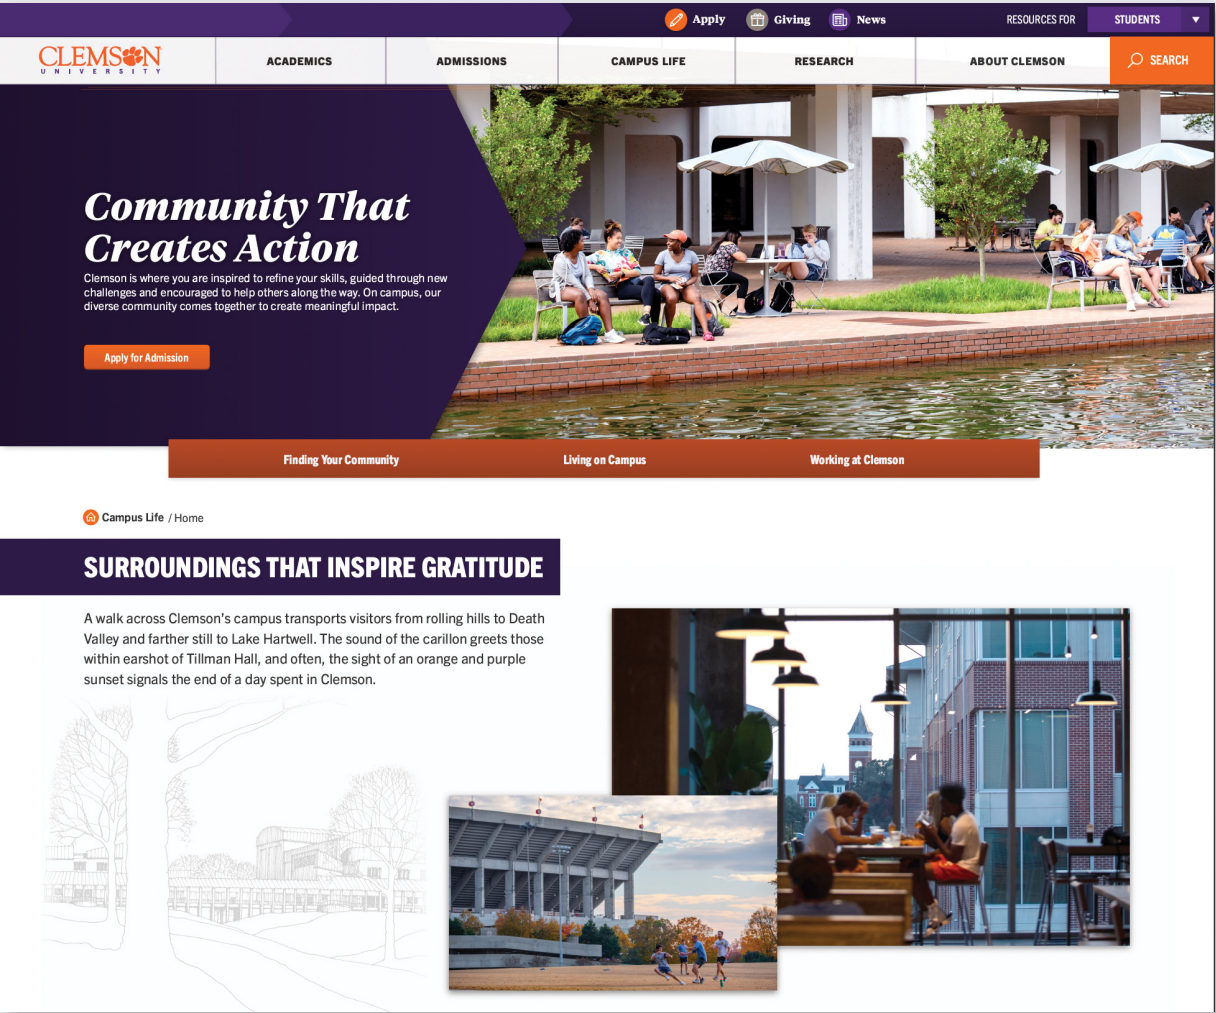 Apply
Giving
News
RESOURCES FOR
STUDENTS
CLEMSON
UNIVERSITY
ACADEMICS
ADMISSIONS
CAMPUS LIFE
RESEARCH
ABOUT CLEMSON
SEARCH
Community That
Creates Action
Clemson is where you are inspired to refine your skills, guided through new
challenges and encouraged to help others along the way. On campus, our
diverse community comes together to create meaningful impact.
Apply for Admission
Finding Your Community
Living on Campus
Working at Clemson
Campus Life / Home
SURROUNDINGS THAT INSPIRE GRATITUDE
A walk across Clemson’s campus transports visitors from rolling hills to Death
Valley and farther still to Lake Hartwell. The sound of the carillon greets those
within earshot of Tillman Hall, and often, the sight of an orange and purple
sunset signals the end of a day spent in Clemson.